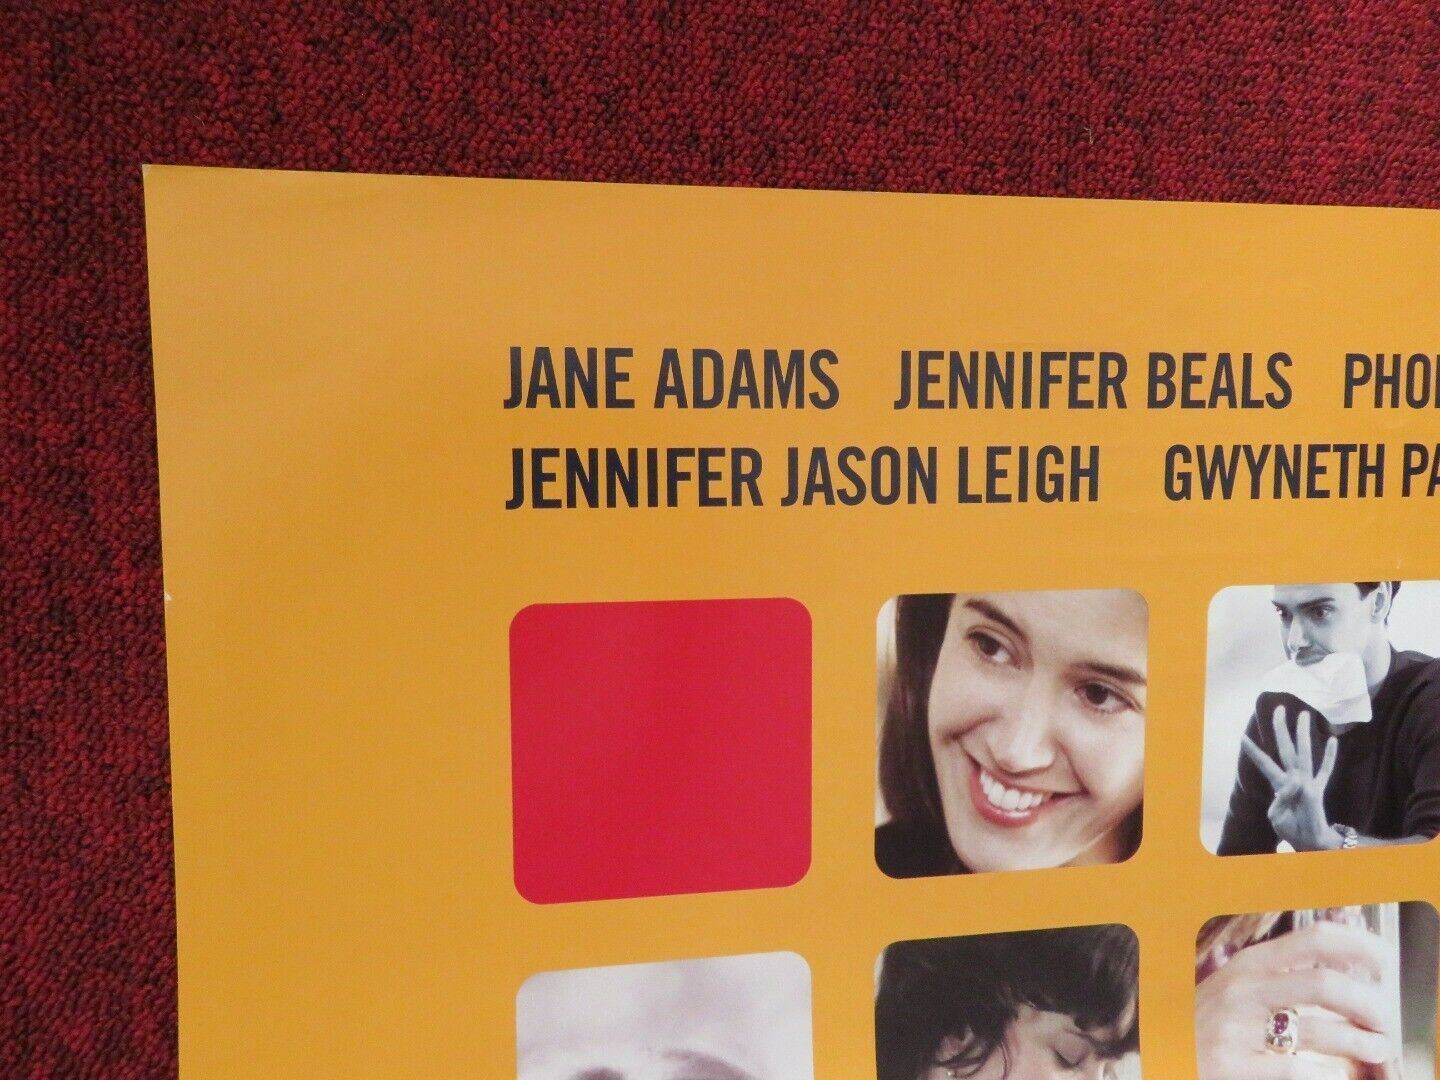 JANE ADAMS JENNIFER BEALS PHO
JENNIFER JASON LEIGH GWYNETH PA